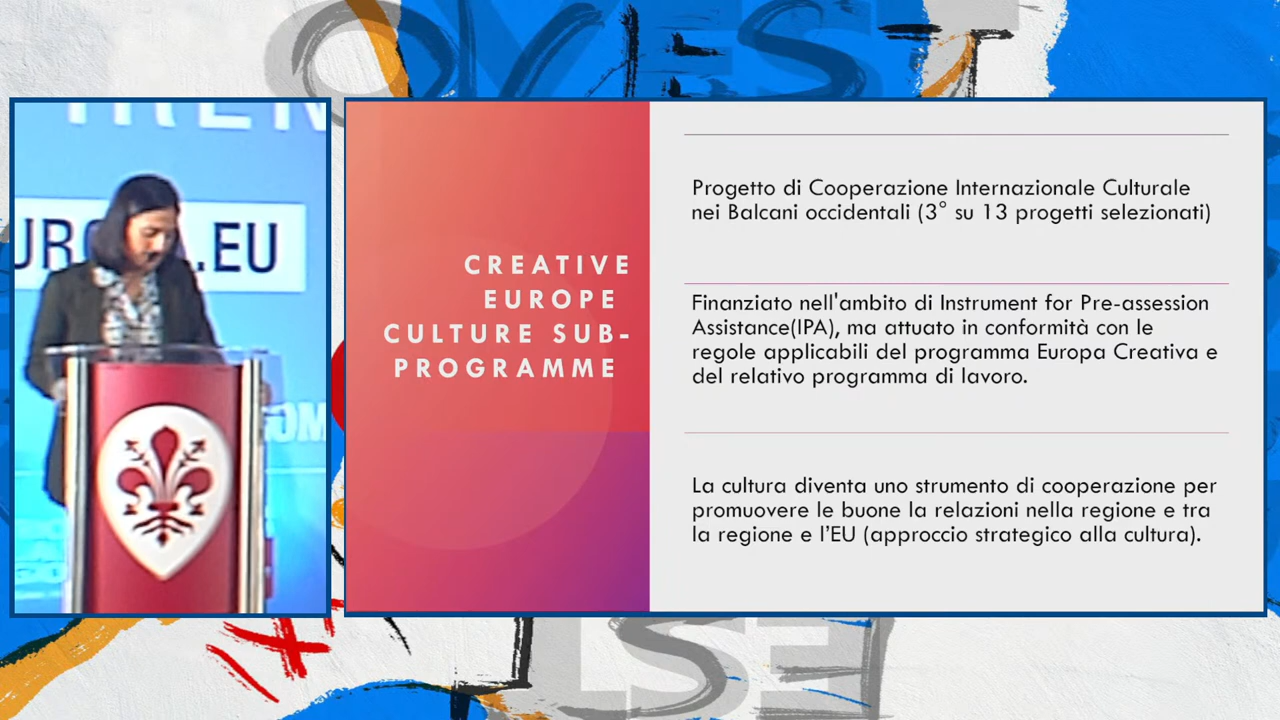 .EU
CREATIVE
EUROPE
CULTURE SUB-
PROGRAMME
Progetto di Cooperazione Internazionale Culturale
nei Balcani occidentali (3° su 13 progetti selezionati)
Finanziato nell'ambito di Instrument for Pre-assession
Assistance(IPA), ma attuato in conformità con le
regole applicabili del programma Europa Creativa e
del relativo programma di lavoro.
La cultura diventa uno strumento di cooperazione per
promuovere le buone la relazioni nella regione e tra
la regione e l'EU (approccio strategico alla cultura).